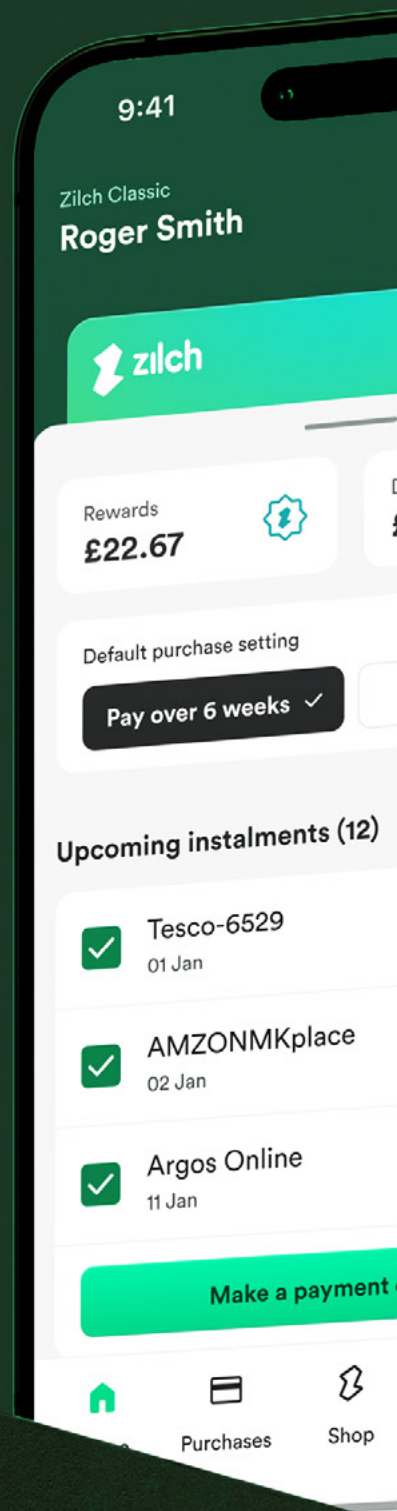 9:41
Zilch Classic
Roger Smith
zilch
Rewards
£22.67
Default purchase setting
Pay over 6 weeks
Upcoming instalments (12)
Tesco-6529
01 Jan
AMZONMKplace
02 Jan
Argos Online
11 Jan
Make a payment
Purchases
Shop